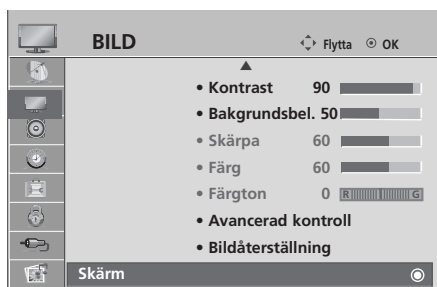 BILD Flytta OK
• Kontrast 90
• Bakgrundsbel. 50
• Skärpa 60
• Färg 60
• Färgton 0 R G
• Avancerad kontroll
• Bildåterställning
Skärm